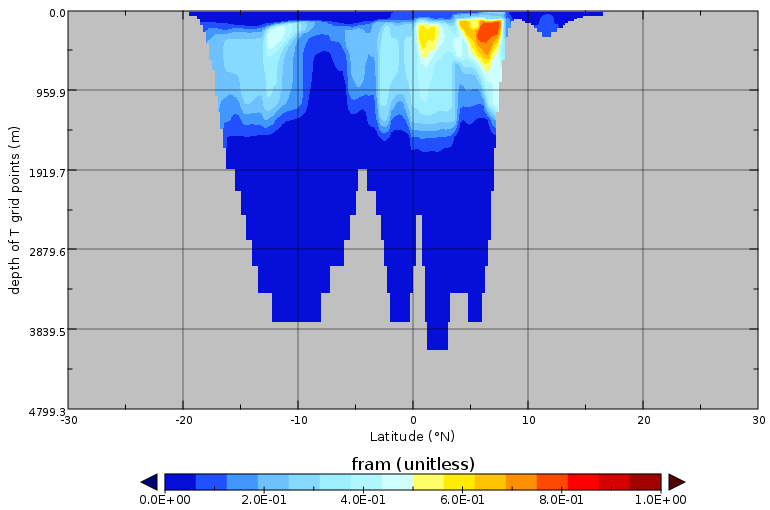 0.0
959.9
1919.7
2879.6
3839.5
4799.3
depth of T grid points (m)
-30 -20 -10 0 10 20 30
Latitude (°N)
fram (unitless)
0.0E+00 2.0E-01 4.0E-01 6.0E-01 8.0E-01 1.0E+00